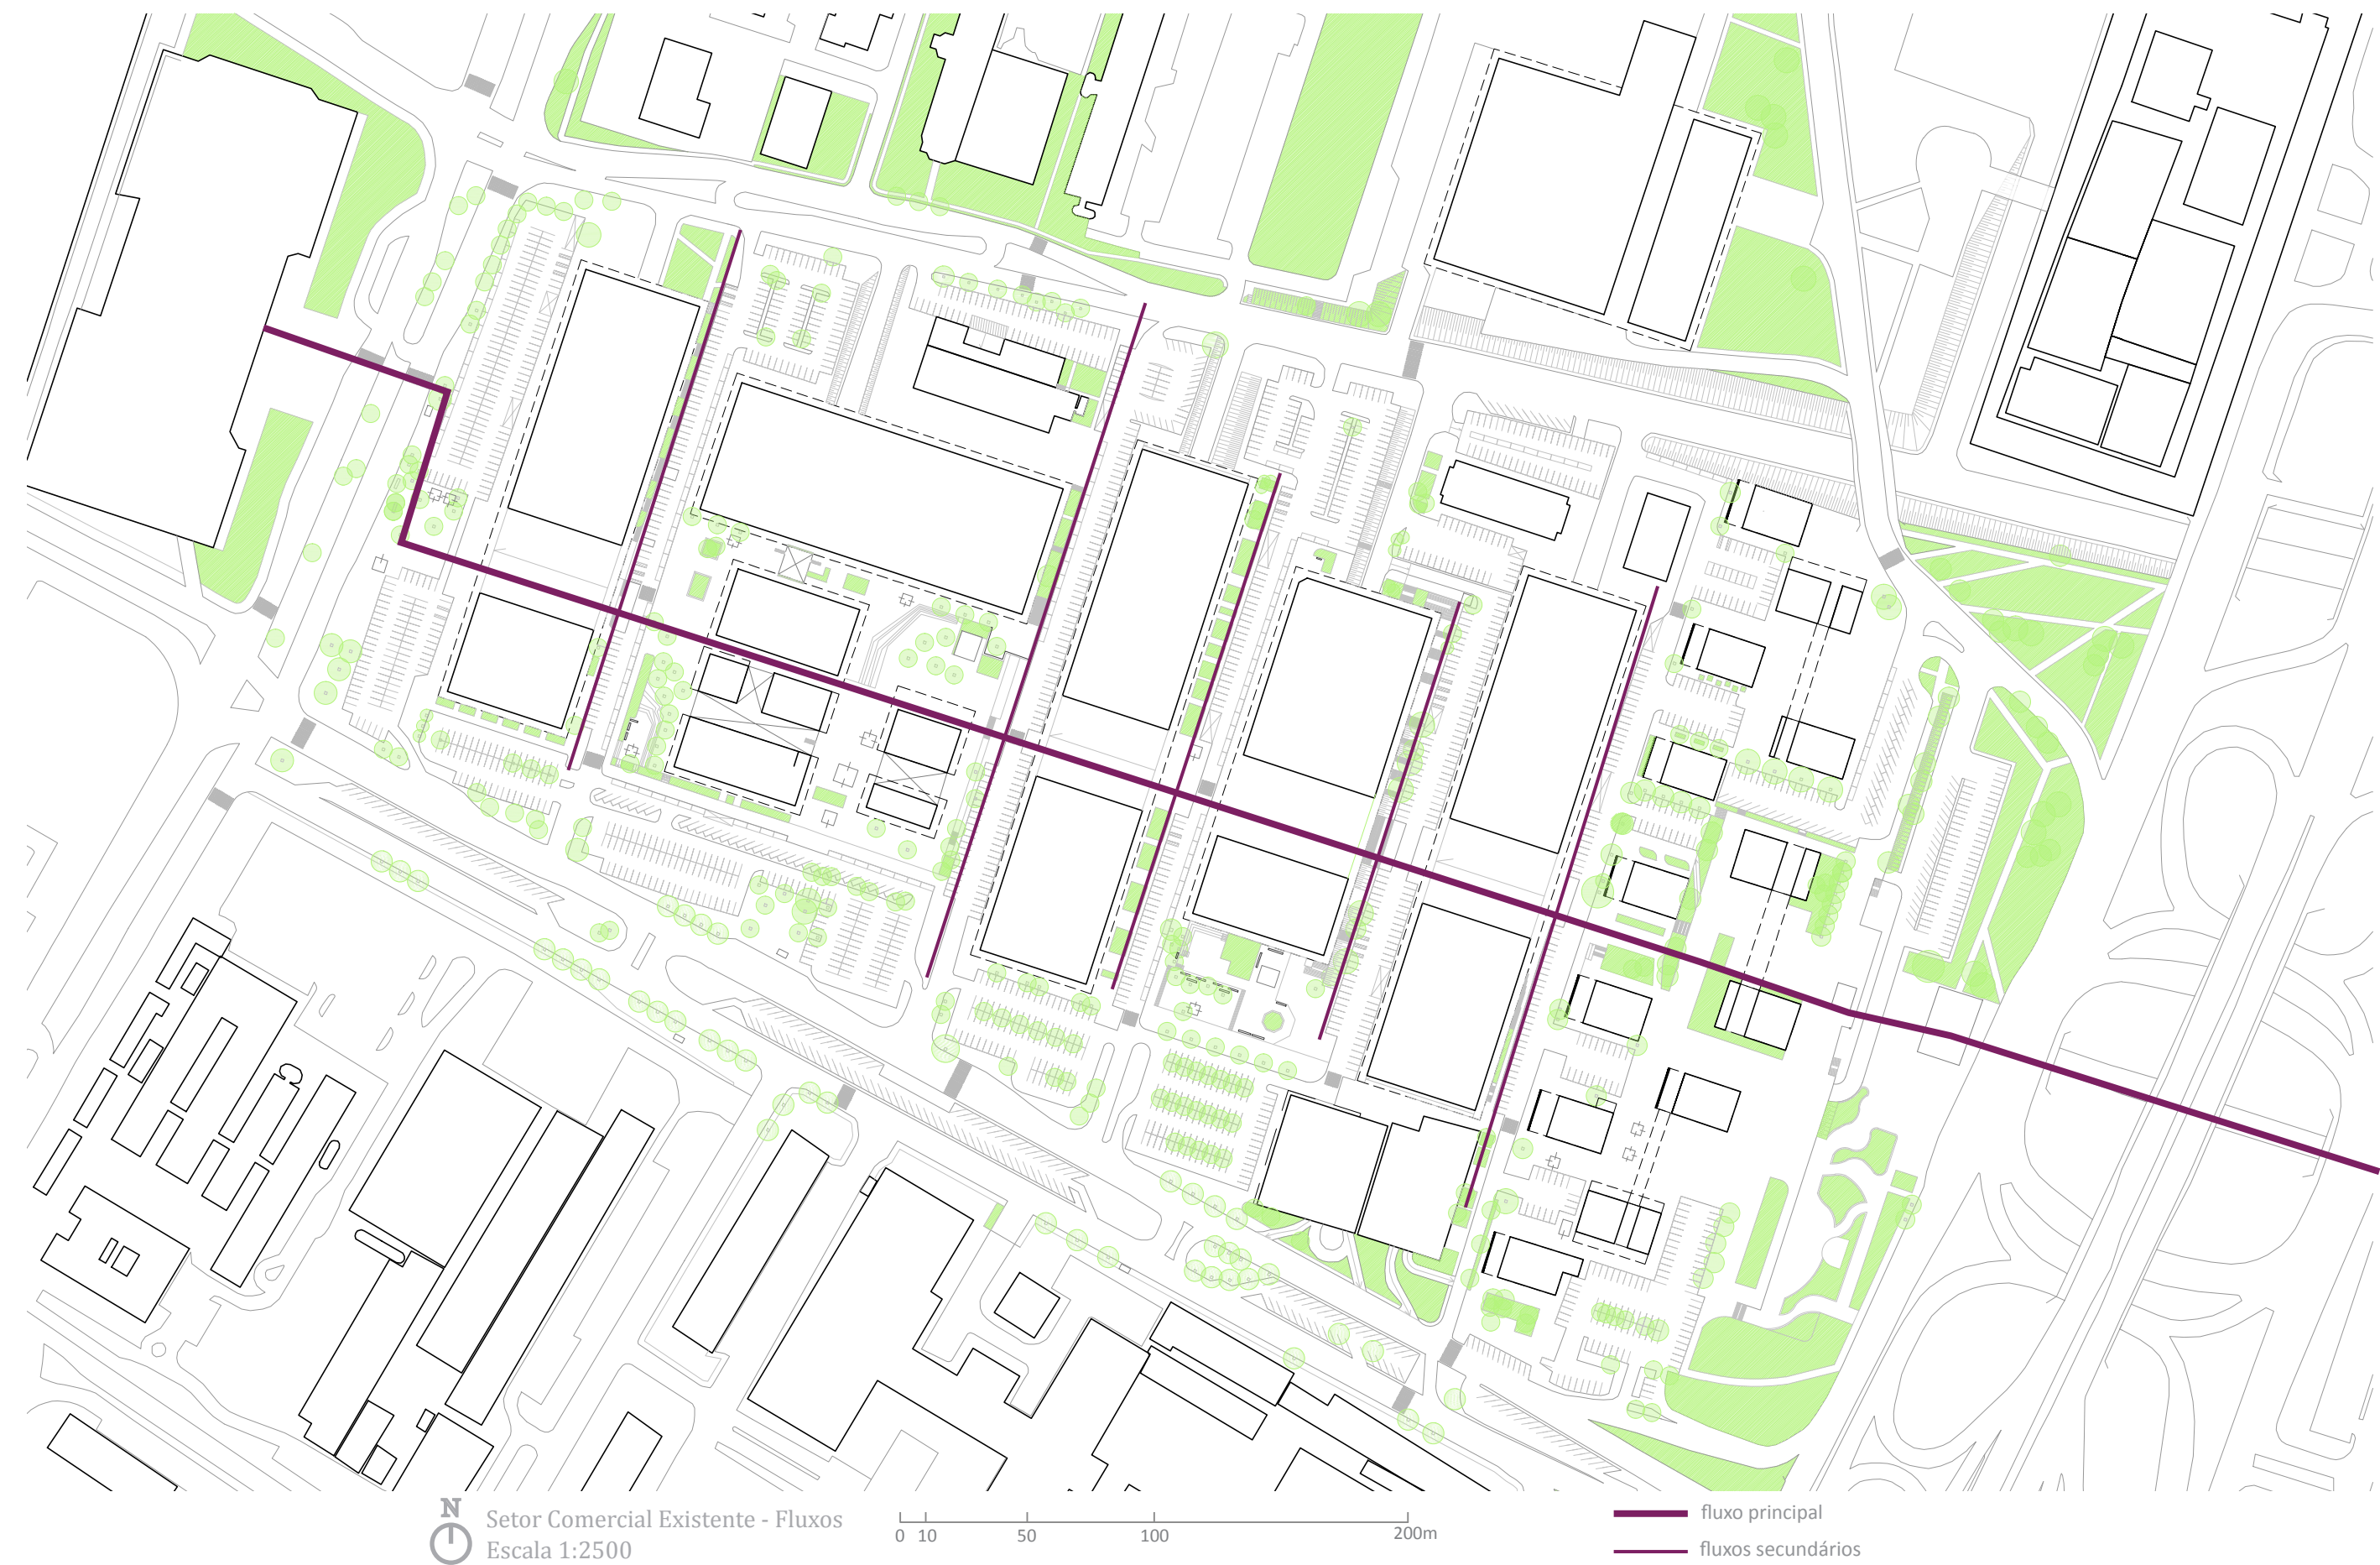 N
Setor Comercial Existente - Fluxos
Escala 1:2500
0 10 50 100 200m
fluxo principal
fluxos secundários